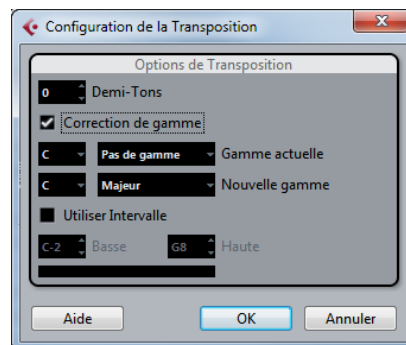 Configuration de la Transposition
Options de Transposition
0 Demi-Tons
Correction de gamme
C Pas de gamme Gamme actuelle
C Majeur Nouvelle gamme
Utiliser Intervalle
C-2 Basse G8 Haute
Aide OK Annuler